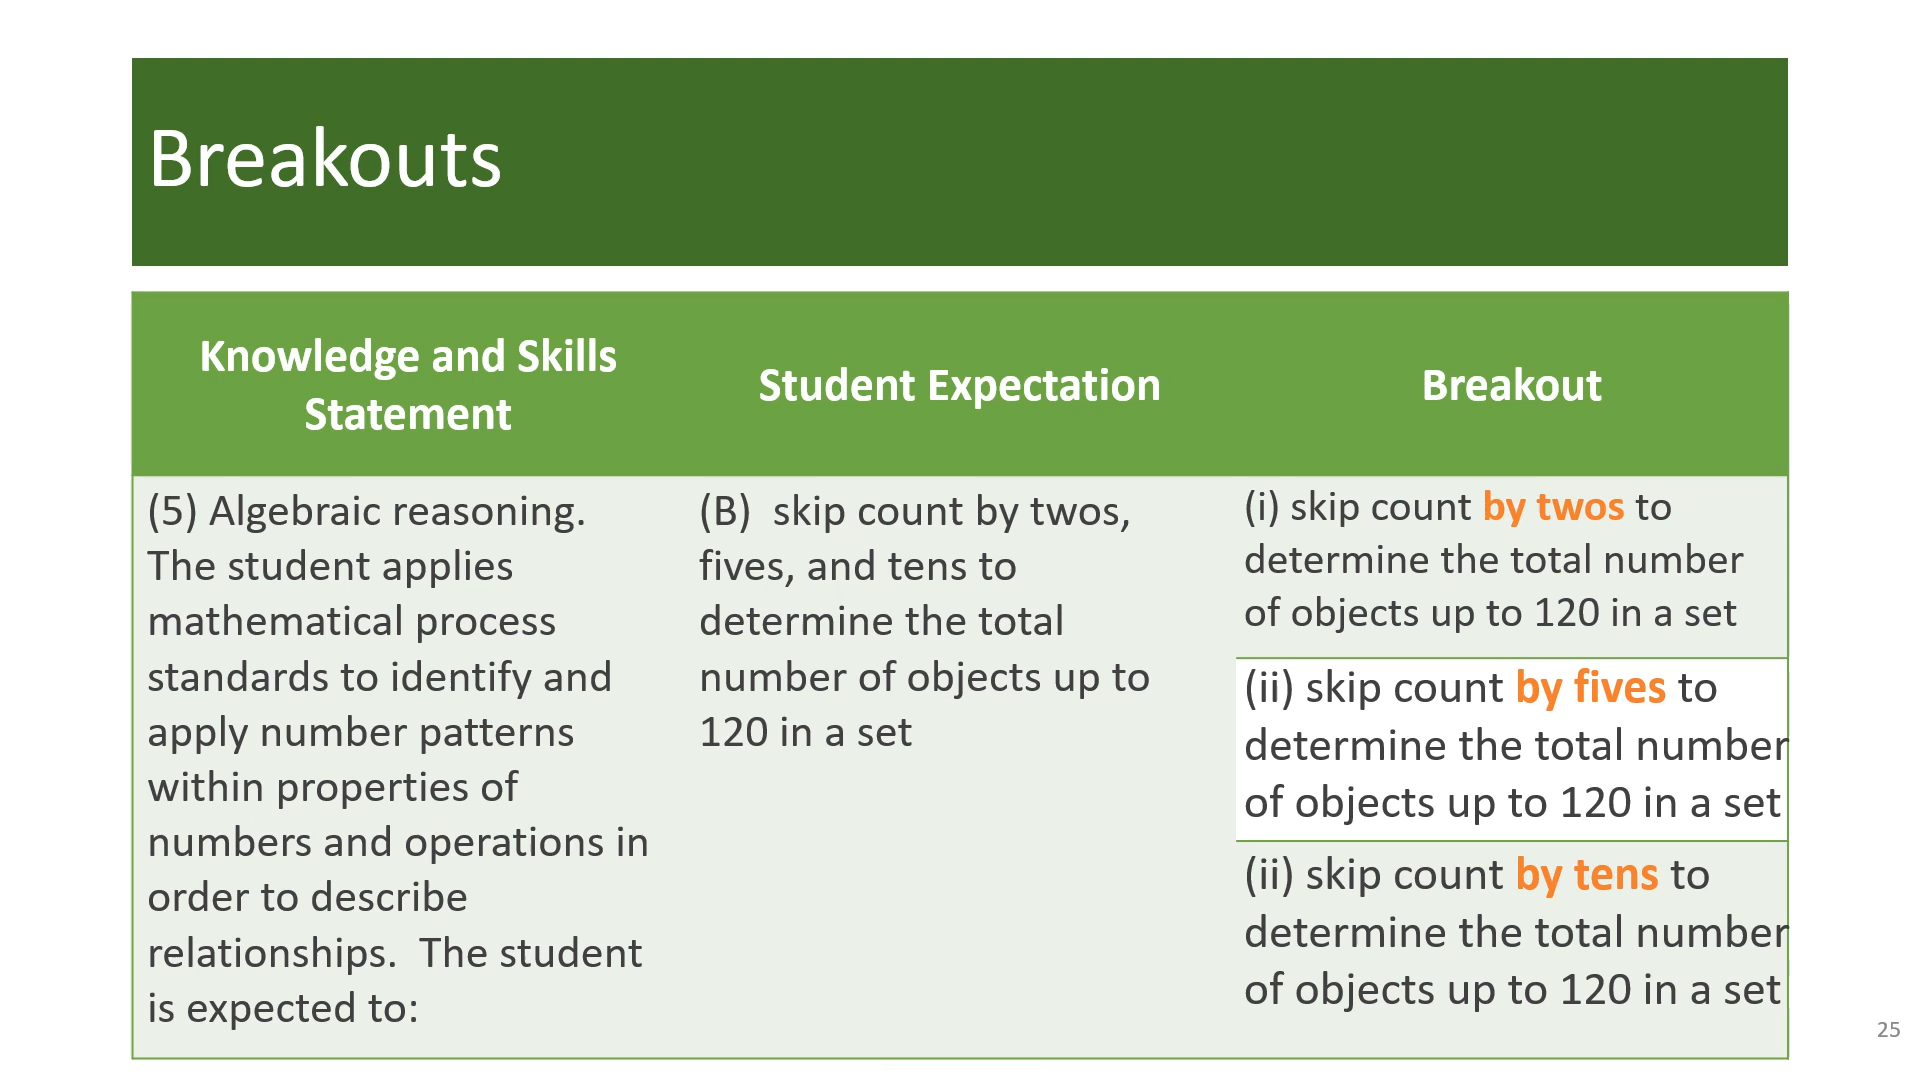 Breakouts
Knowledge and Skills
Statement
Student Expectation
Breakout
(5) Algebraic reasoning.
The student applies
mathematical process
standards to identify and
apply number patterns
within properties of
numbers and operations in
order to describe
relationships.  The student
is expected to:
(B)  skip count by twos,
fives, and tens to
determine the total
number of objects up to
120 in a set
(i) skip count by twos to
determine the total number
of objects up to 120 in a set
(ii) skip count by fives to
determine the total number
of objects up to 120 in a set
(ii) skip count by tens to
determine the total number
of objects up to 120 in a set
25